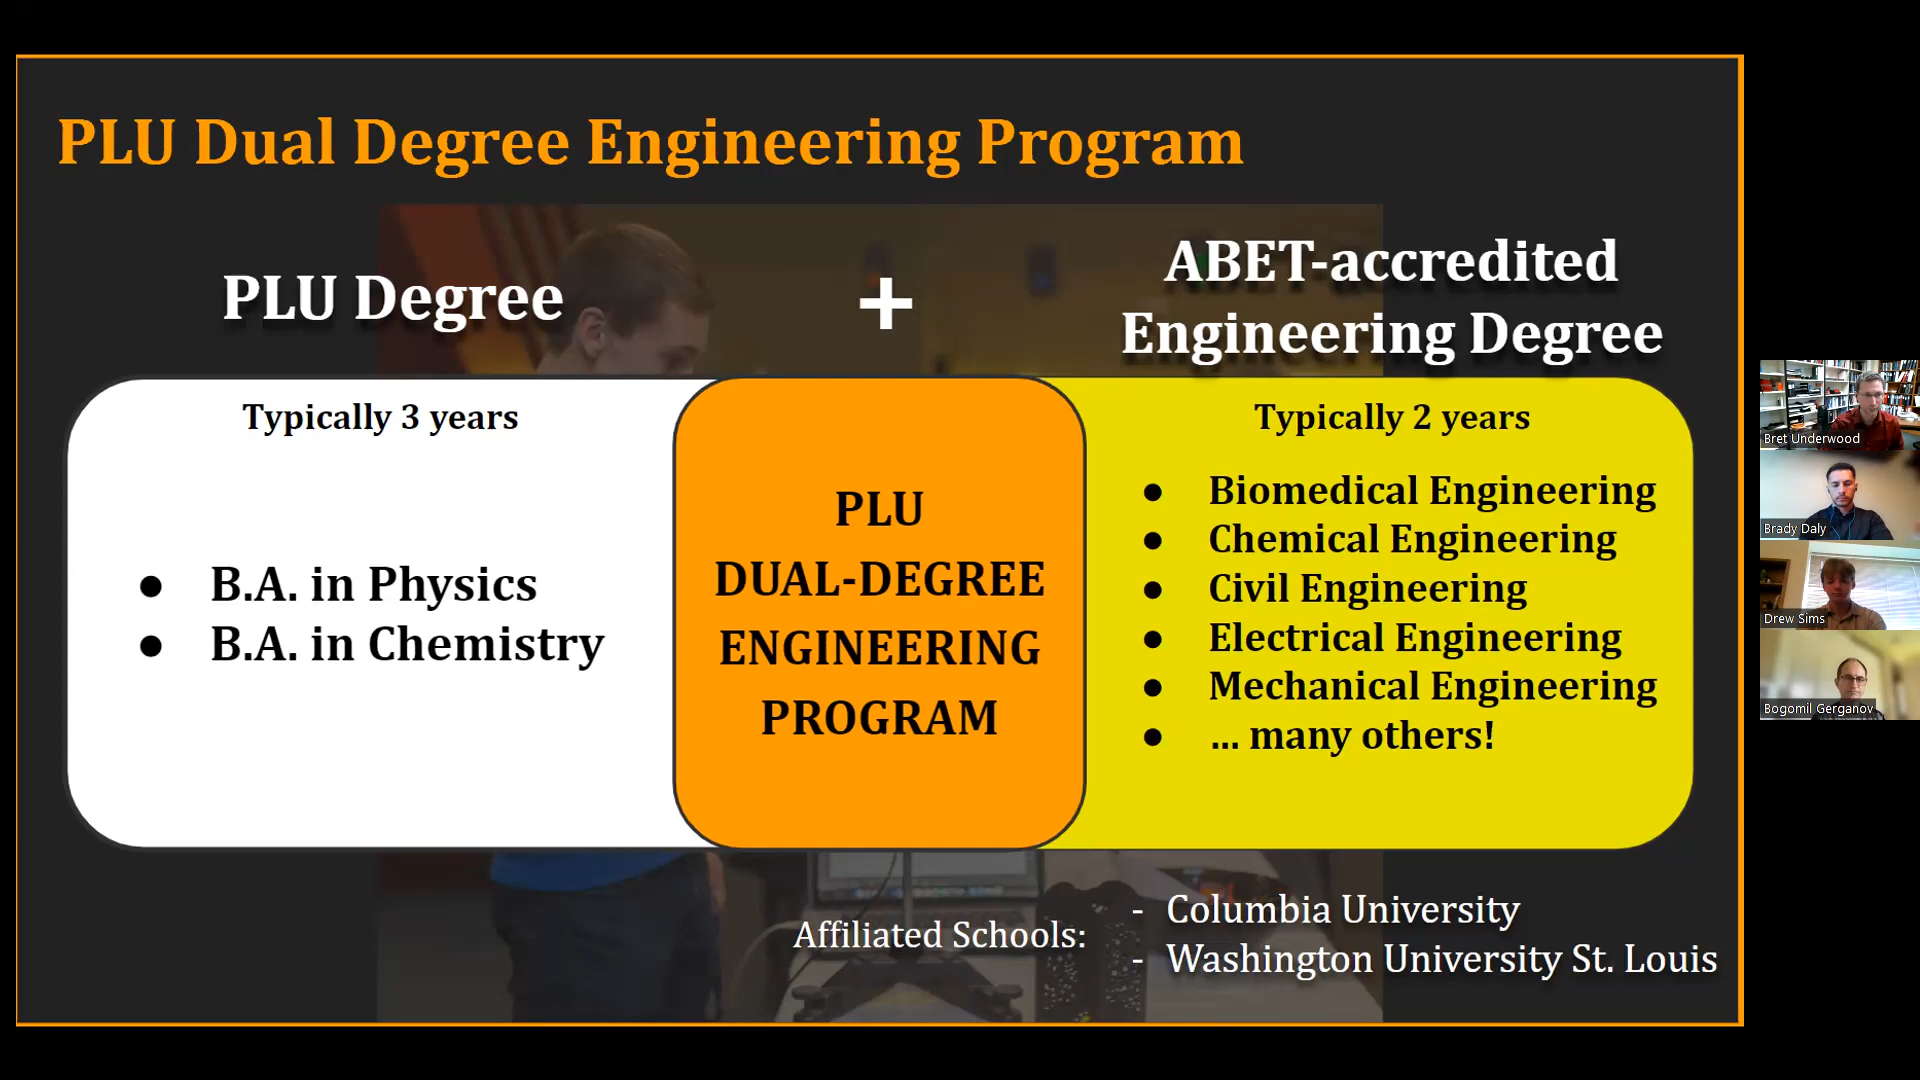 PLU Dual Degree Engineering Program
PLU Degree
+
ABET-accredited
Engineering Degree
Typically 3 years
● B.A. in Physics
● B.A. in Chemistry
PLU
DUAL-DEGREE
ENGINEERING
PROGRAM
Typically 2 years
● Biomedical Engineering
● Chemical Engineering
● Civil Engineering
● Electrical Engineering
● Mechanical Engineering
● ... many others!
Affiliated Schools:
- Columbia University
- Washington University St. Louis
Bret Underwood
Brady Daly
Drew Sims
Bogomil Gerganov